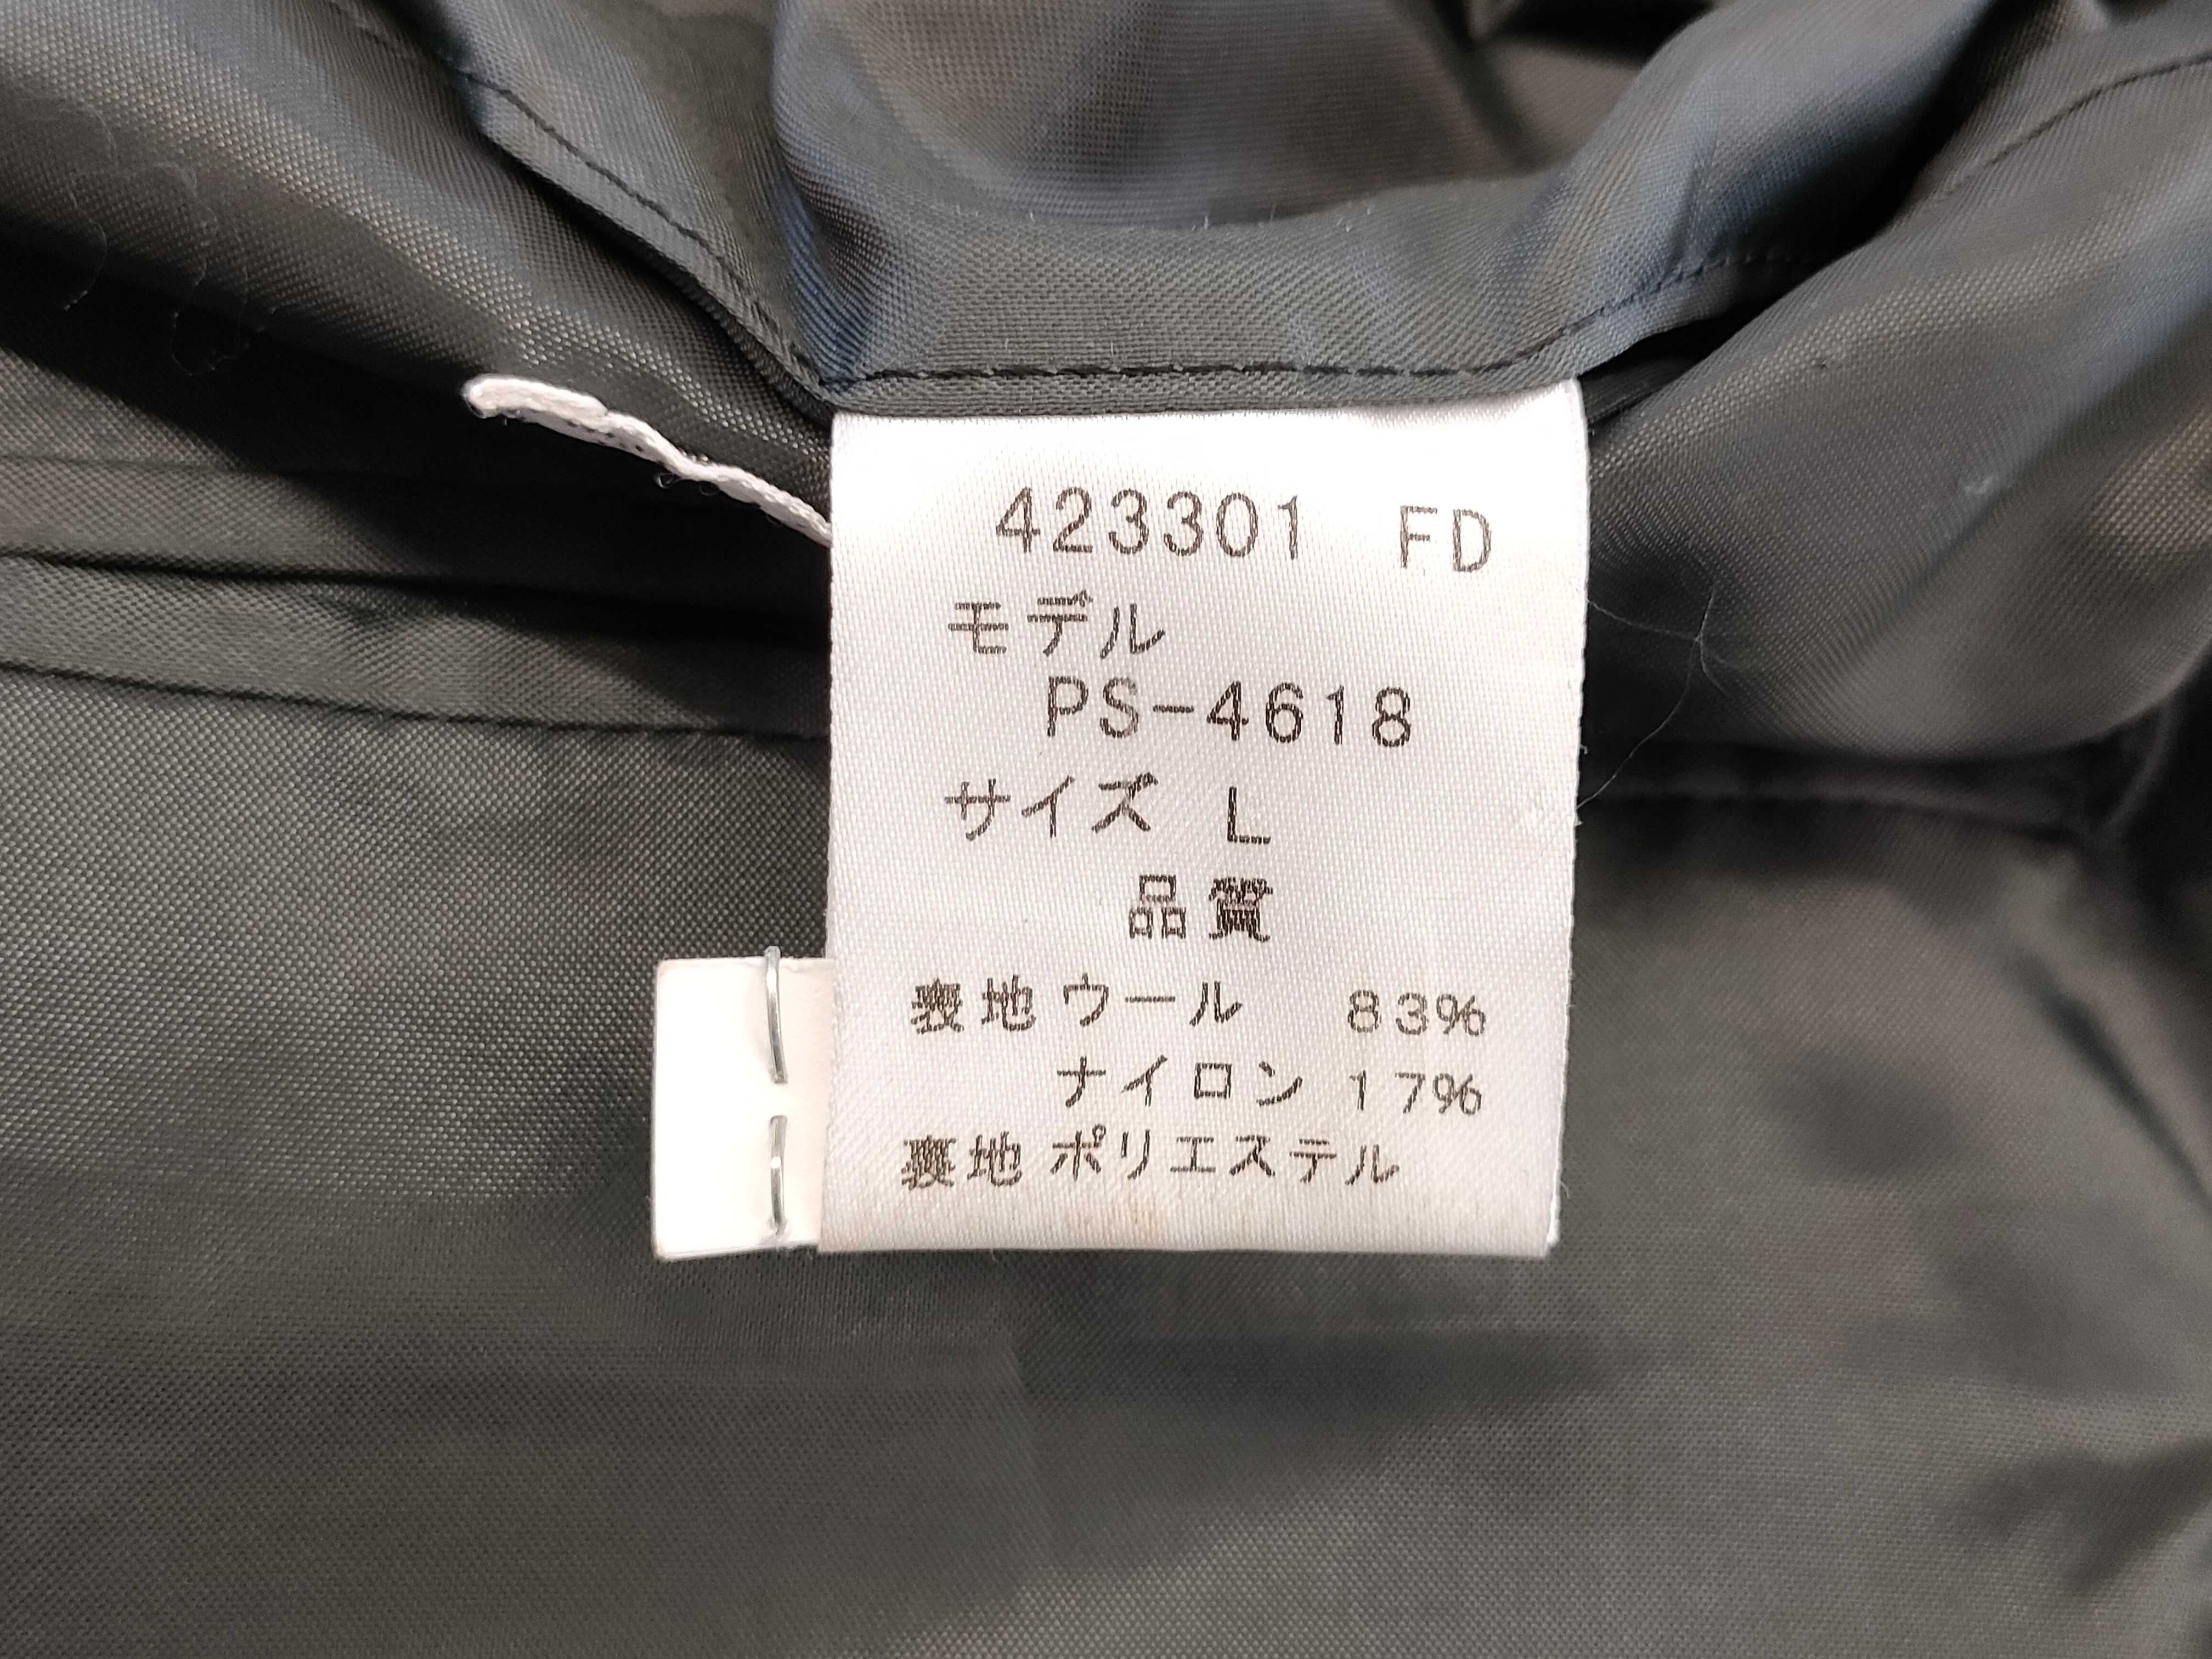 423301 FD
モデル
PS-4618
サイズ L
品質
表地 ウール 83%
ナイロン 17%
裏地 ポリエステル